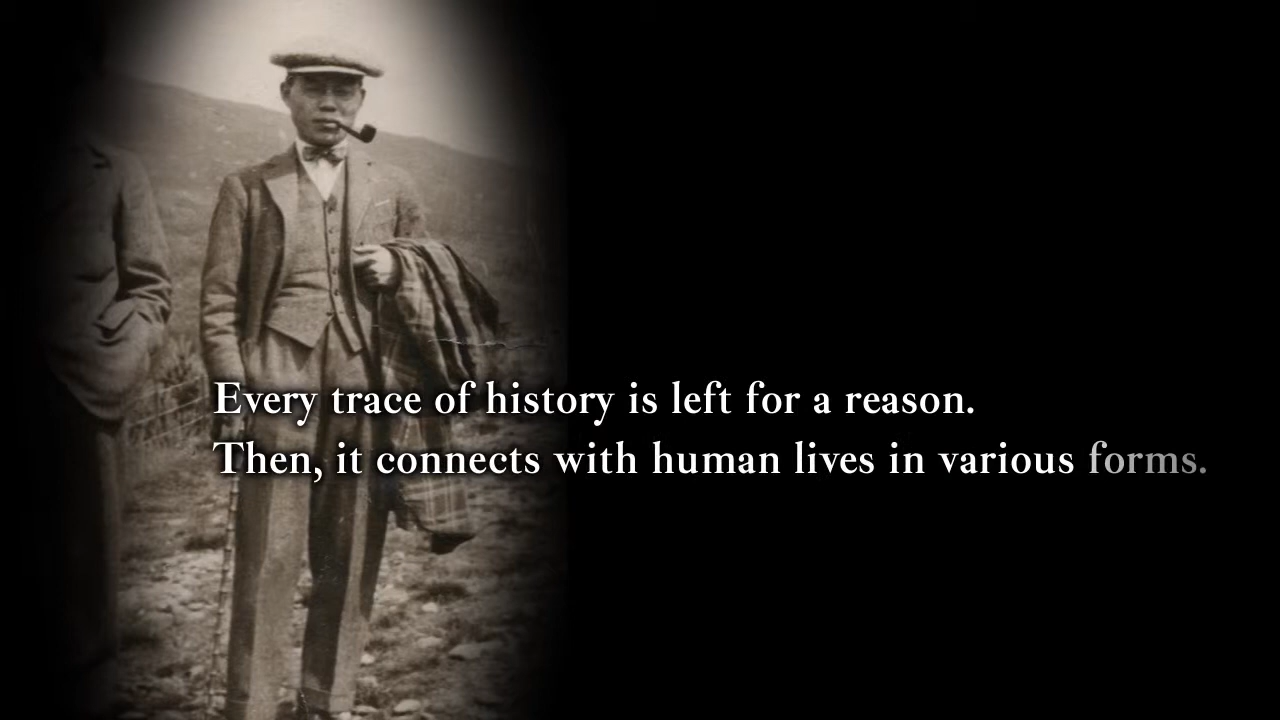 Every trace of history is left for a reason.
Then, it connects with human lives in various forms.